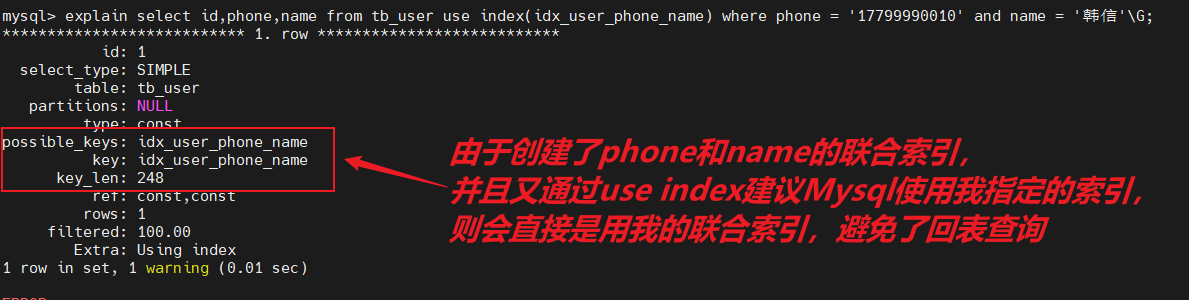 mysql> explain select id,phone,name from tb_user use index(idx_user_phone_name) where phone = '17799990010' and name = '韩信'\G;
*************************** 1. row ***************************
id: 1
select_type: SIMPLE
table: tb_user
partitions: NULL
type: const
possible_keys: idx_user_phone_name
key: idx_user_phone_name
key_len: 248
ref: const,const
rows: 1
filtered: 100.00
Extra: Using index
1 row in set, 1 warning (0.01 sec)
由于创建了phone和name的联合索引，
并且又通过use index建议Mysql使用我指定的索引，
则会直接是用我的联合索引，避免了回表查询